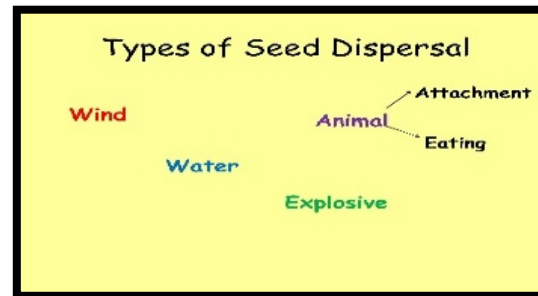 Types of Seed Dispersal
Attachment
Wind
Animal
Eating
Water
Explosive